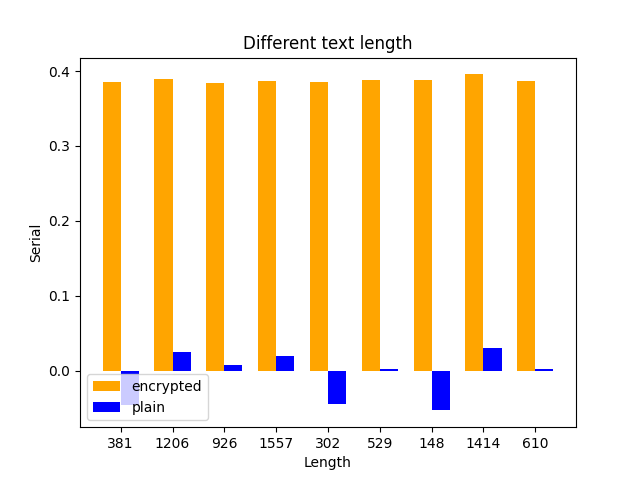 Different text length
Serial
0.4
0.3
0.2
0.1
0.0
encrypted
plain
381 1206 926 1557 302 529 148 1414 610
Length